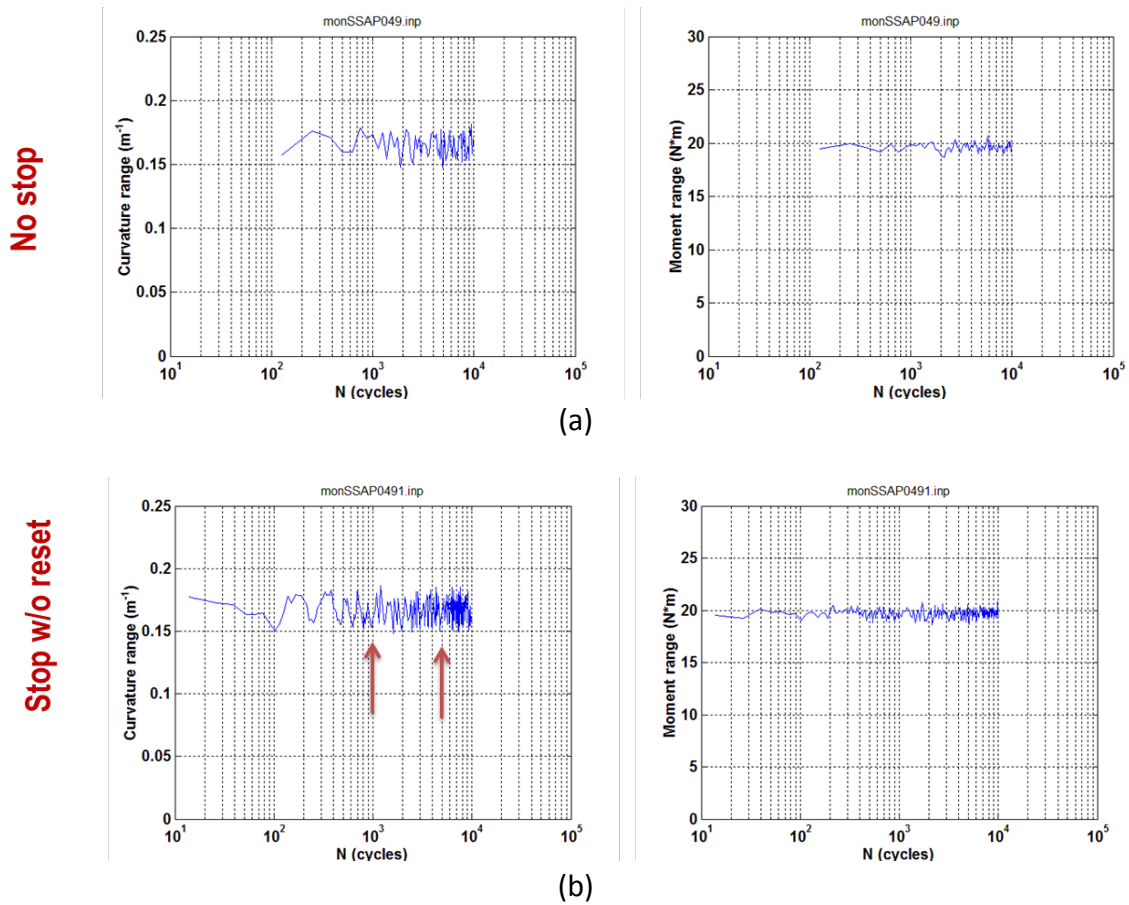 No stop
monSSAP049.inp
Curvature range (m⁻¹)
0.25
0.2
0.15
0.1
0.05
0
10¹ 10² 10³ 10⁴ 10⁵
N (cycles)
monSSAP049.inp
Moment range (N*m)
30
25
20
15
10
5
0
10¹ 10² 10³ 10⁴ 10⁵
N (cycles)
(a)
Stop w/o reset
monSSAP0491.inp
Curvature range (m⁻¹)
0.25
0.2
0.15
0.1
0.05
0
10¹ 10² 10³ 10⁴ 10⁵
N (cycles)
monSSAP0491.inp
Moment range (N*m)
30
25
20
15
10
5
0
10¹ 10² 10³ 10⁴ 10⁵
N (cycles)
(b)